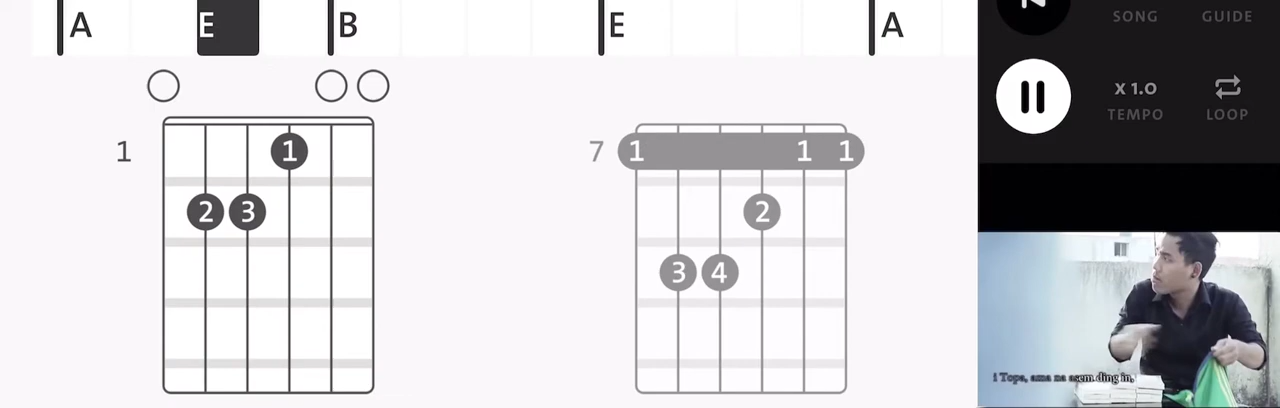 A E B E A
SONG GUIDE
1 1
7 1 1 1
X 1.0
TEMPO LOOP
2 3
2
3 4
i Topa, ama na asem ding in,